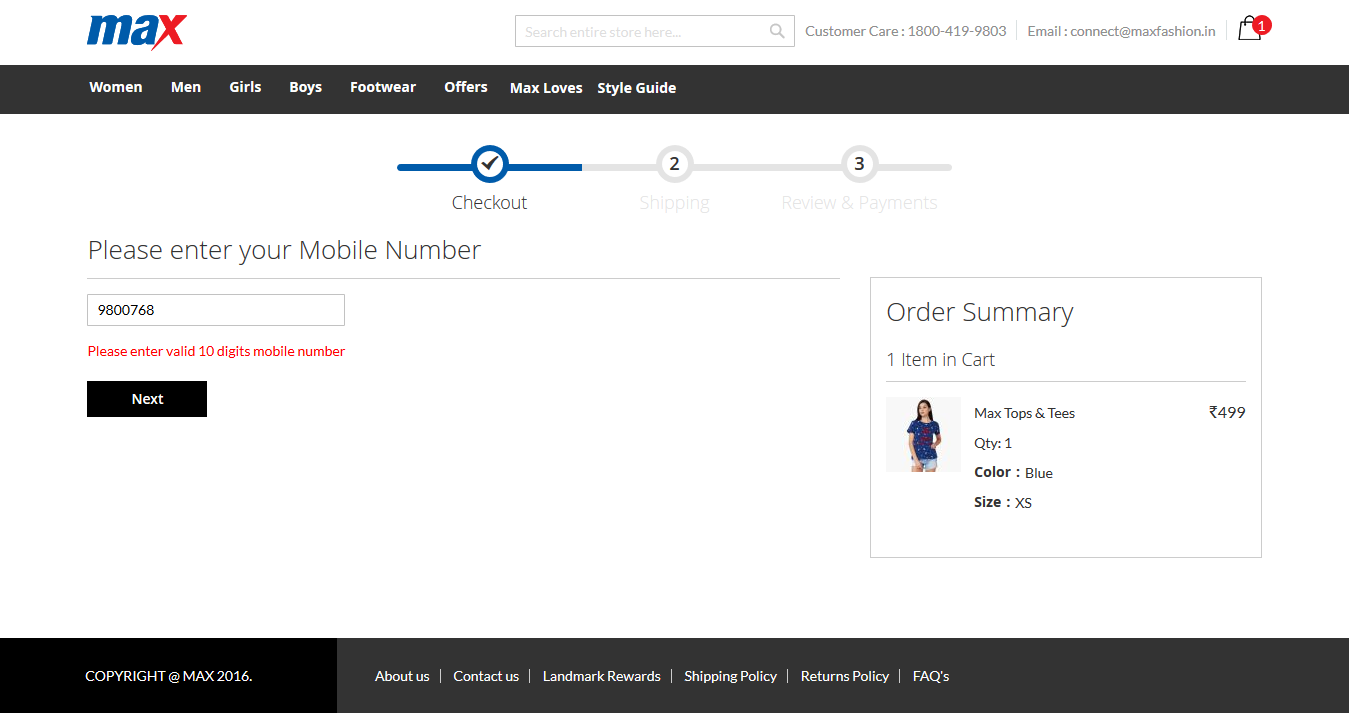 max
Search entire store here...
Customer Care : 1800-419-9803
Email : connect@maxfashion.in
1
Women Men Girls Boys Footwear Offers Max Loves Style Guide
2 3
Checkout Shipping Review & Payments
Please enter your Mobile Number
9800768
Please enter valid 10 digits mobile number
Next
Order Summary
1 Item in Cart
Max Tops & Tees ₹499
Qty: 1
Color : Blue
Size : XS
COPYRIGHT @ MAX 2016.
About us Contact us Landmark Rewards Shipping Policy Returns Policy FAQ's